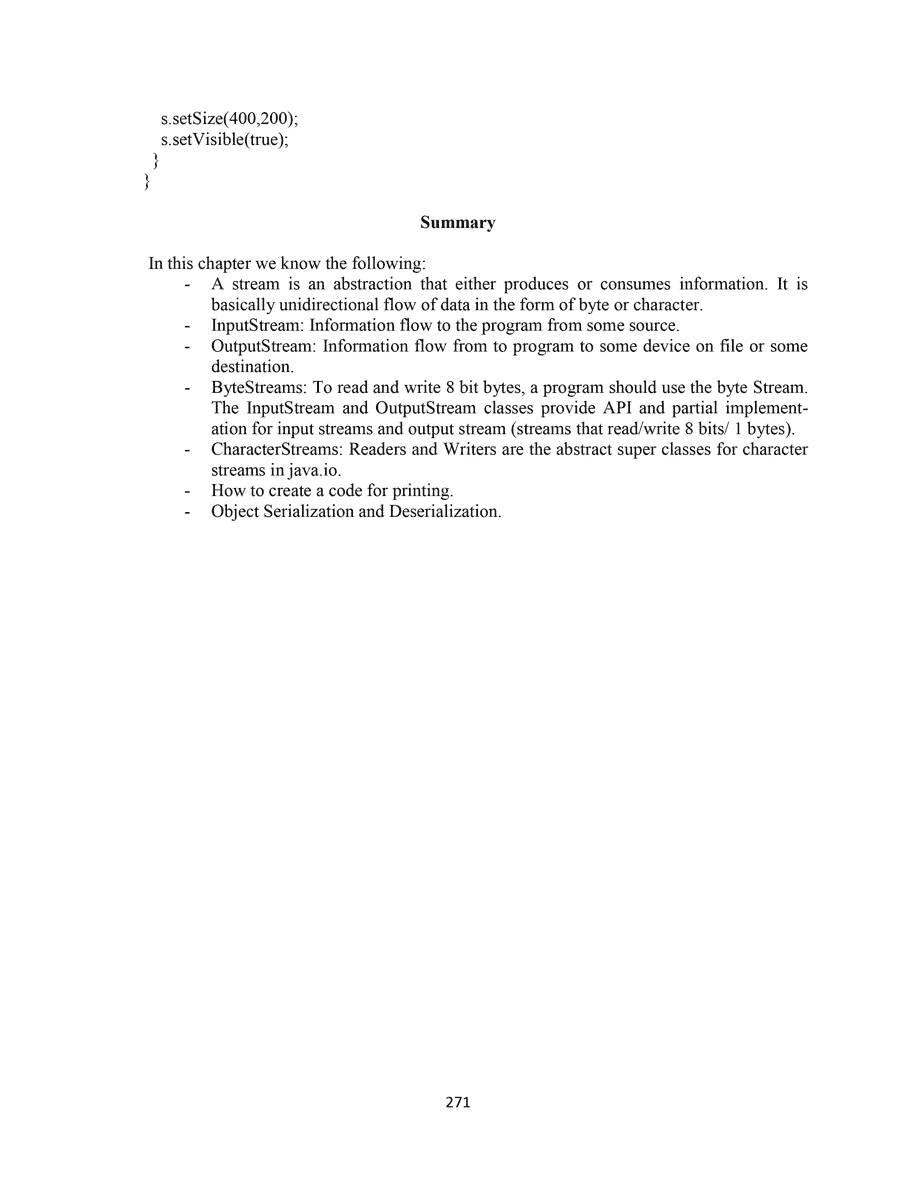 s.setSize(400,200);
s.setVisible(true);
}
}
Summary
In this chapter we know the following:
- A stream is an abstraction that either produces or consumes information. It is
basically unidirectional flow of data in the form of byte or character.
- InputStream: Information flow to the program from some source.
- OutputStream: Information flow from to program to some device on file or some
destination.
- ByteStreams: To read and write 8 bit bytes, a program should use the byte Stream.
The InputStream and OutputStream classes provide API and partial implement-
ation for input streams and output stream (streams that read/write 8 bits/ 1 bytes).
- CharacterStreams: Readers and Writers are the abstract super classes for character
streams in java.io.
- How to create a code for printing.
- Object Serialization and Deserialization.
271